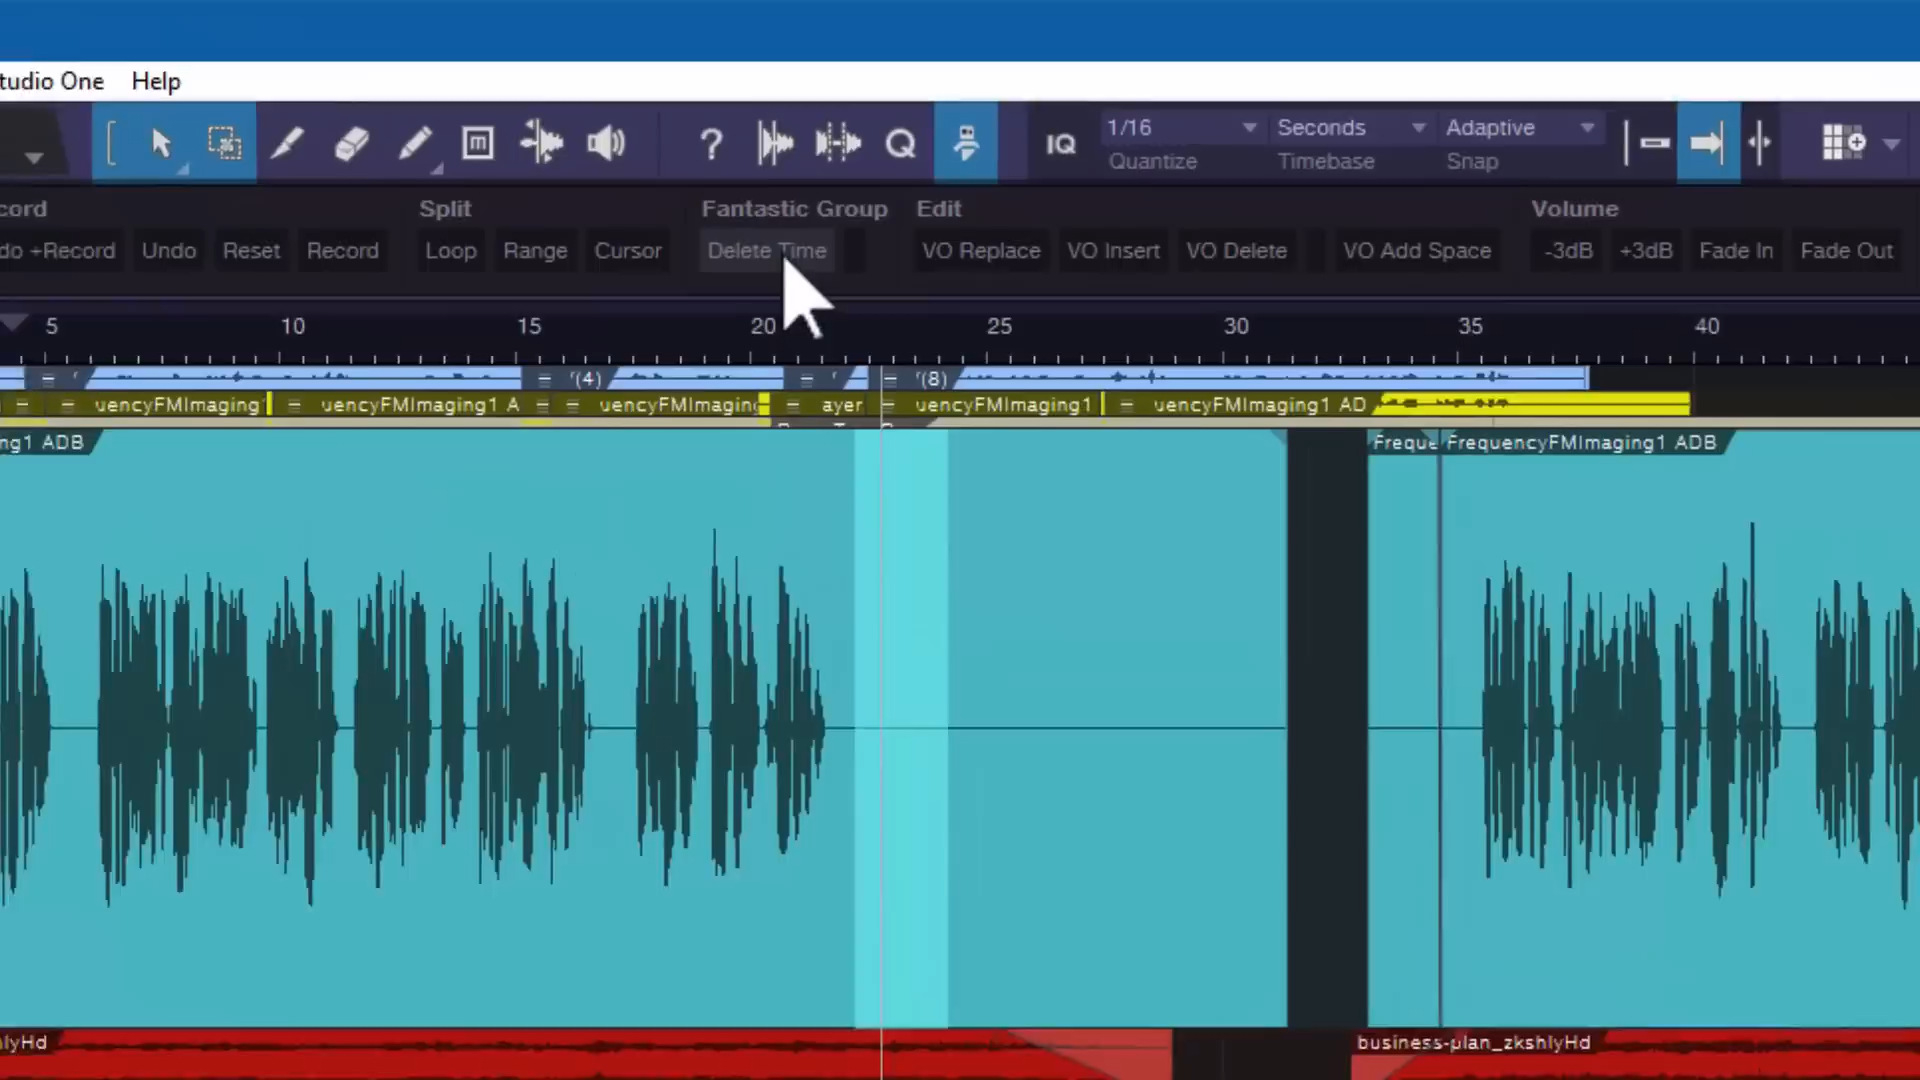 tudio One Help
1/16 Seconds Adaptive
? Q IQ
Quantize Timebase Snap
cord Split Fantastic Group Edit Volume
do +Record Undo Reset Record Loop Range Cursor Delete Time VO Replace VO Insert VO Delete VO Add Space -3dB +3dB Fade In Fade Out
5 10 15 20 25 30 35 40
(4) (8)
uencyFMImaging uencyFMImaging1 A uencyFMImaging ayer uencyFMImaging1 uencyFMImaging1 AD
ng1 ADB Freque FrequencyFMImaging1 ADB
lyHd business-plan_zkshlyHd